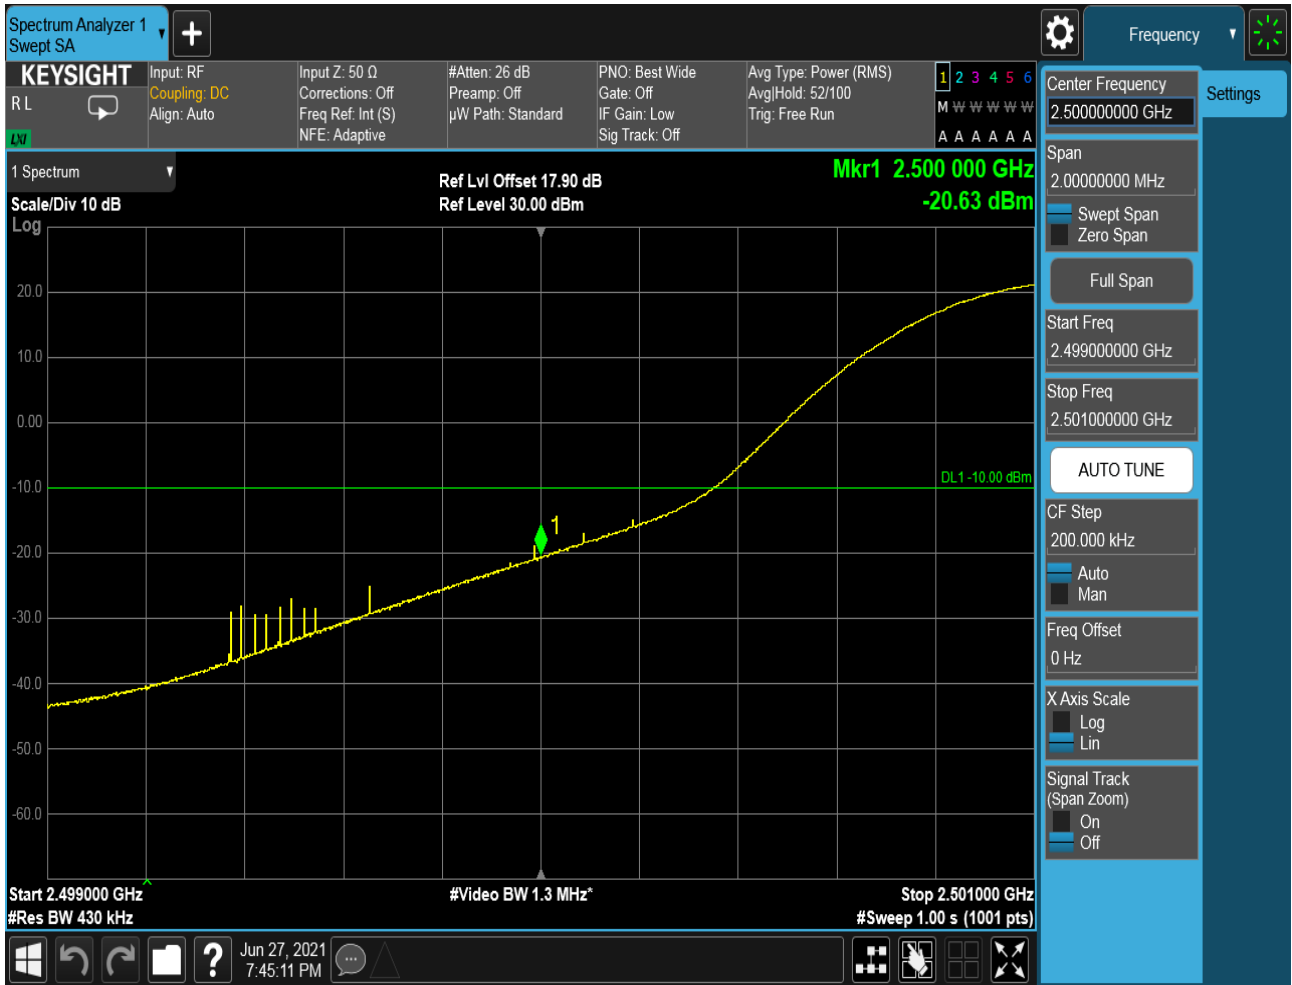 Spectrum Analyzer 1
Swept SA
Frequency
KEYSIGHT
R L
LXI
Input: RF
Coupling: DC
Align: Auto
Input Z: 50 Ω
Corrections: Off
Freq Ref: Int (S)
NFE: Adaptive
#Atten: 26 dB
Preamp: Off
µW Path: Standard
PNO: Best Wide
Gate: Off
IF Gain: Low
Sig Track: Off
Avg Type: Power (RMS)
Avg|Hold: 52/100
Trig: Free Run
1 2 3 4 5 6
M W W W W W
A A A A A A
1 Spectrum
Scale/Div 10 dB
Log
Ref Lvl Offset 17.90 dB
Ref Level 30.00 dBm
Mkr1 2.500 000 GHz
-20.63 dBm
20.0
10.0
0.00
-10.0
-20.0
-30.0
-40.0
-50.0
-60.0
DL1 -10.00 dBm
1
Start 2.499000 GHz
#Res BW 430 kHz
#Video BW 1.3 MHz*
Stop 2.501000 GHz
#Sweep 1.00 s (1001 pts)
Center Frequency
2.500000000 GHz
Settings
Span
2.00000000 MHz
Swept Span
Zero Span
Full Span
Start Freq
2.499000000 GHz
Stop Freq
2.501000000 GHz
AUTO TUNE
CF Step
200.000 kHz
Auto
Man
Freq Offset
0 Hz
X Axis Scale
Log
Lin
Signal Track
(Span Zoom)
On
Off
?
Jun 27, 2021
7:45:11 PM